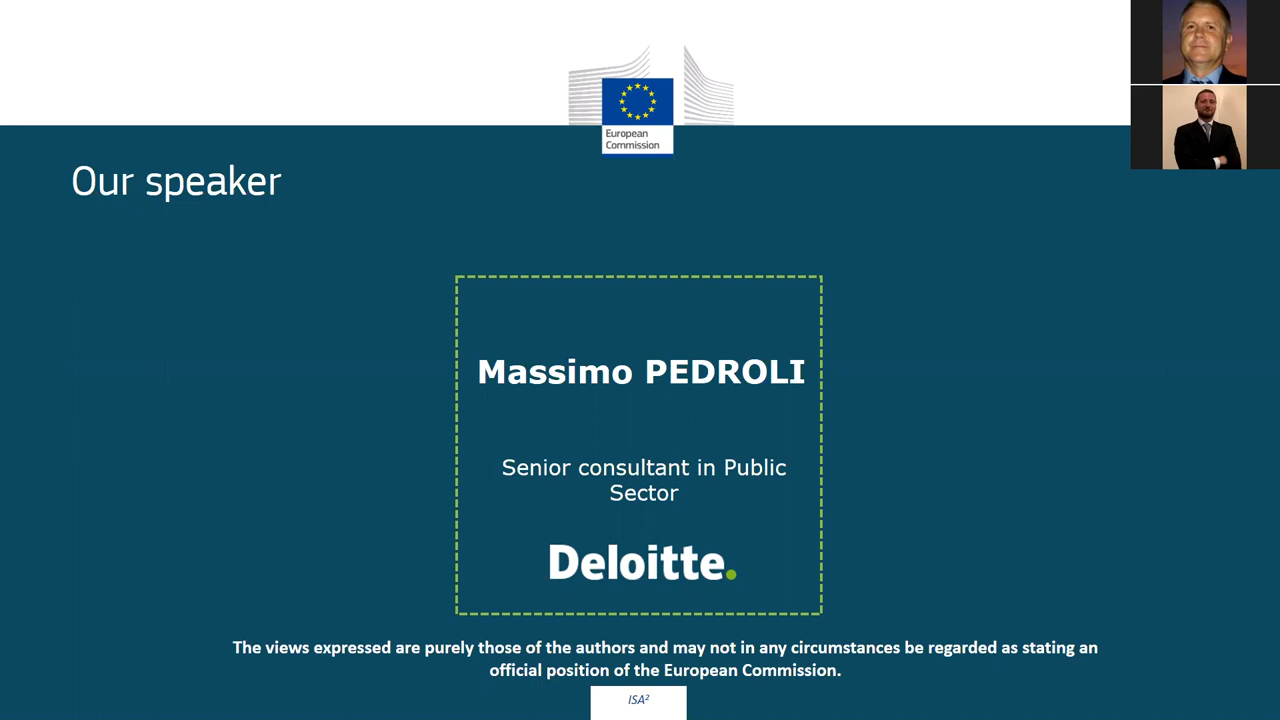 European
Commission
Our speaker
Massimo PEDROLI
Senior consultant in Public
Sector
Deloitte.
The views expressed are purely those of the authors and may not in any circumstances be regarded as stating an
official position of the European Commission.
ISA²